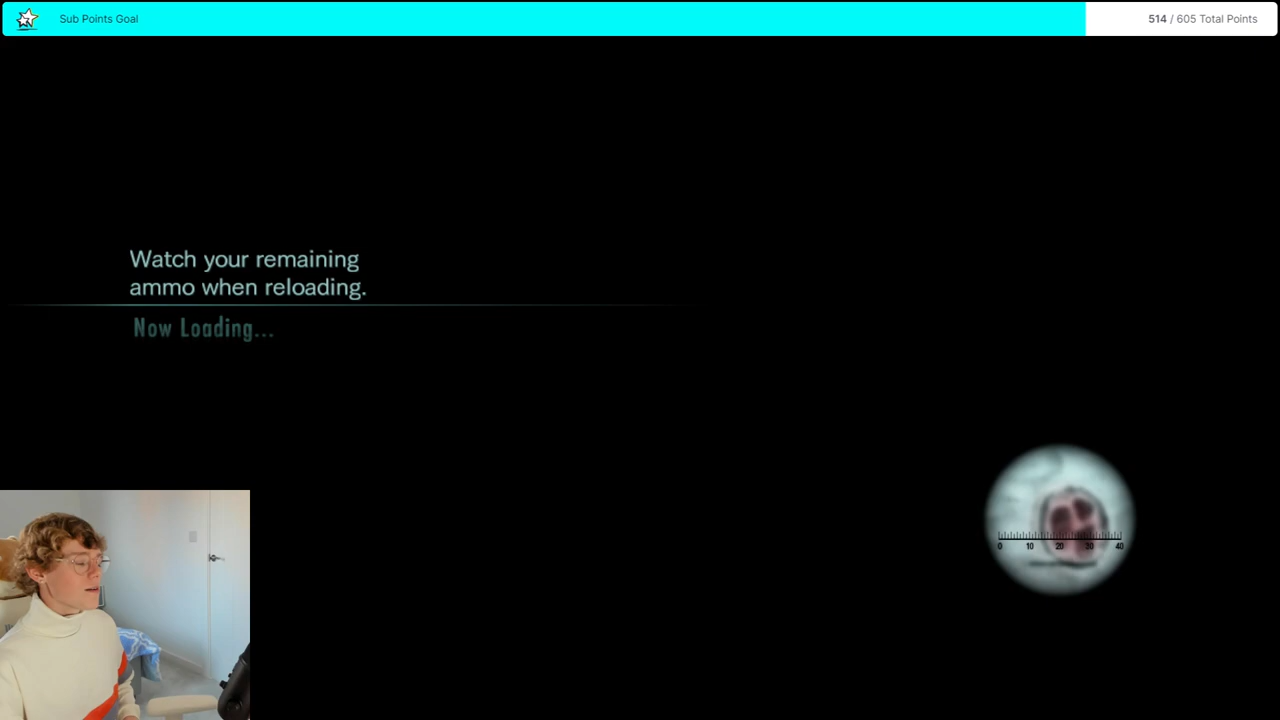 Sub Points Goal
514 / 605 Total Points
Watch your remaining
ammo when reloading.
Now Loading...
0 10 20 30 40